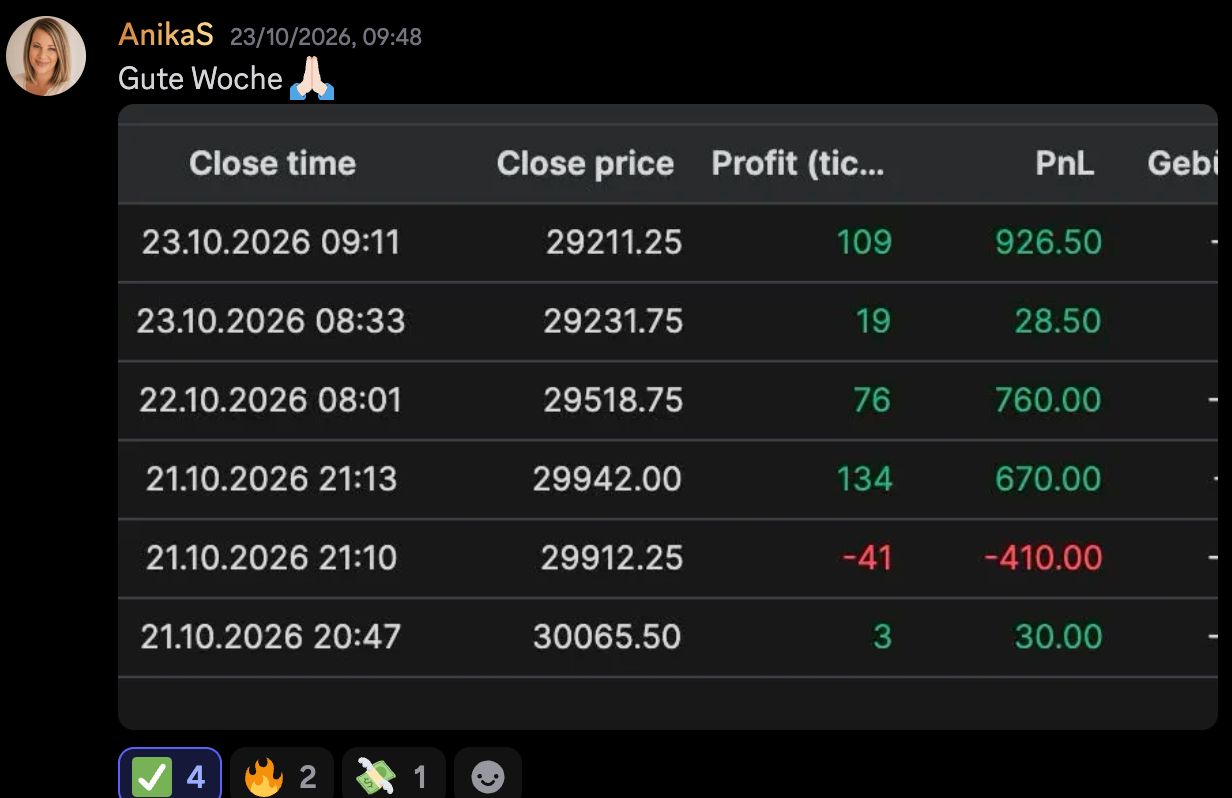 AnikaS 23/10/2026, 09:48
Gute Woche 🙏🏻
Close time Close price Profit (tic... PnL Gebü
23.10.2026 09:11 29211.25 109 926.50 -
23.10.2026 08:33 29231.75 19 28.50
22.10.2026 08:01 29518.75 76 760.00 -
21.10.2026 21:13 29942.00 134 670.00 -
21.10.2026 21:10 29912.25 -41 -410.00 -
21.10.2026 20:47 30065.50 3 30.00 -
✅ 4 🔥 2 💸 1